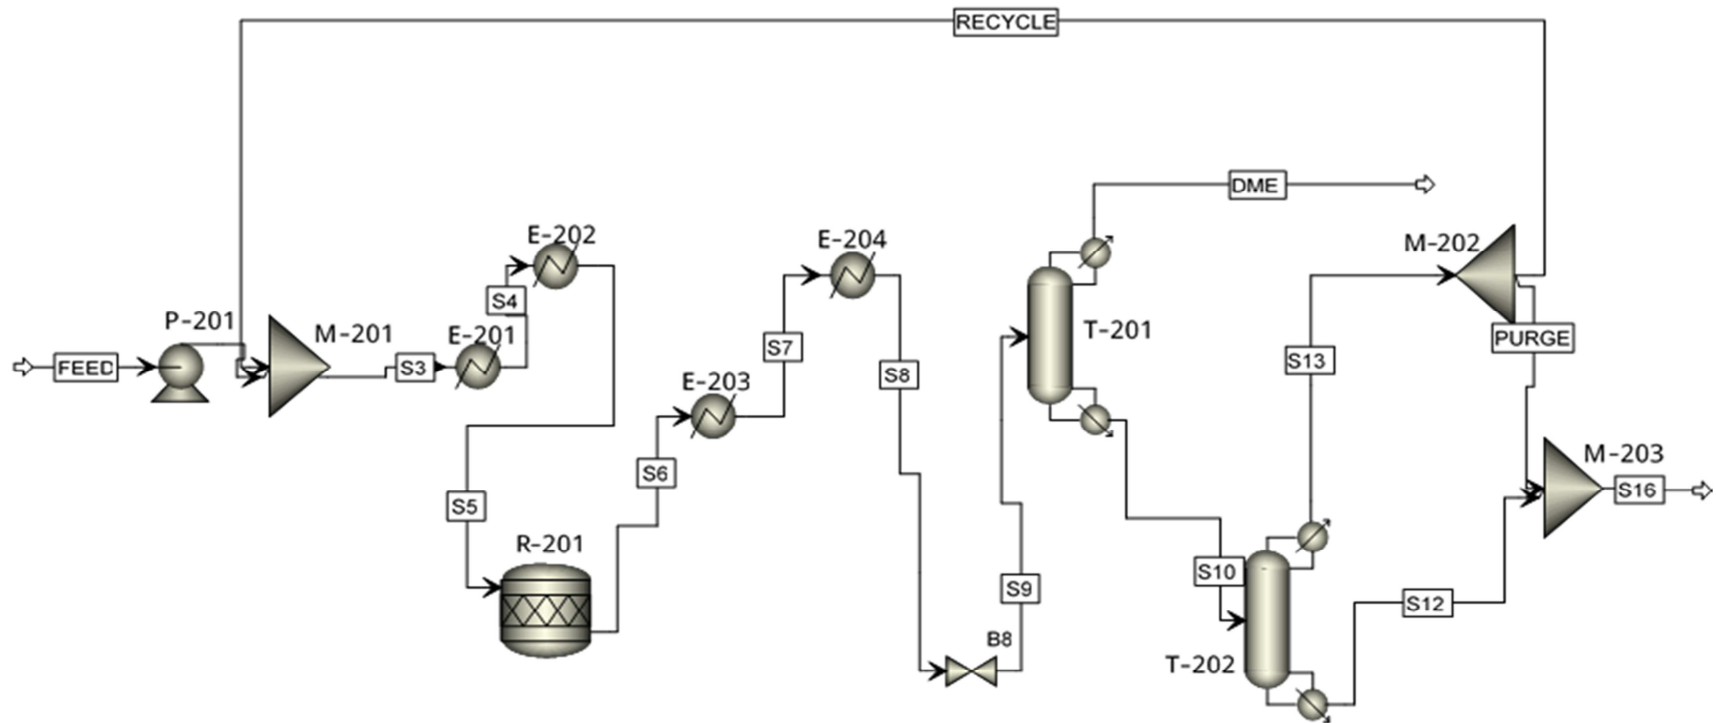 RECYCLE
DME
E-202
E-204
M-202
P-201
M-201
S4
E-201
T-201
PURGE
FEED
S3
S7
S8
S13
E-203
M-203
S6
S16
S5
R-201
S10
S9
S12
B8
T-202